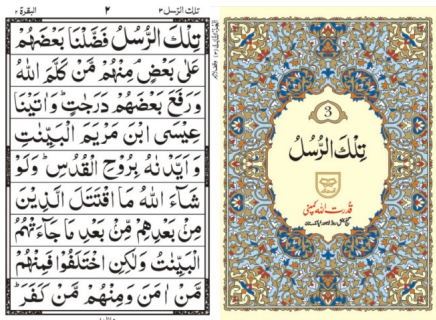 تلك الرسل ٣
٢
البقرة ٢
تِلْكَ الرُّسُلُ فَضَّلْنَا بَعْضَهُمْ
عَلٰى بَعْضٍ ۘ مِنْهُمْ مَّنْ كَلَّمَ اللّٰهُ
وَرَفَعَ بَعْضَهُمْ دَرَجٰتٍ ؕ وَاٰتَيْنَا
عِيْسَى ابْنَ مَرْيَمَ الْبَيِّنٰتِ
وَاَيَّدْنٰهُ بِرُوْحِ الْقُدُسِ ؕ وَلَوْ
شَآءَ اللّٰهُ مَا اقْتَتَلَ الَّذِيْنَ
مِنْۢ بَعْدِهِمْ مِّنْۢ بَعْدِ مَا جَآءَتْهُمُ
الْبَيِّنٰتُ وَلٰكِنِ اخْتَلَفُوْا فَمِنْهُمْ
مَّنْ اٰمَنَ وَمِنْهُمْ مَّنْ كَفَرَ ؕ
3
تِلْكَ الرُّسُلُ
قدرت اللہ کمپنی